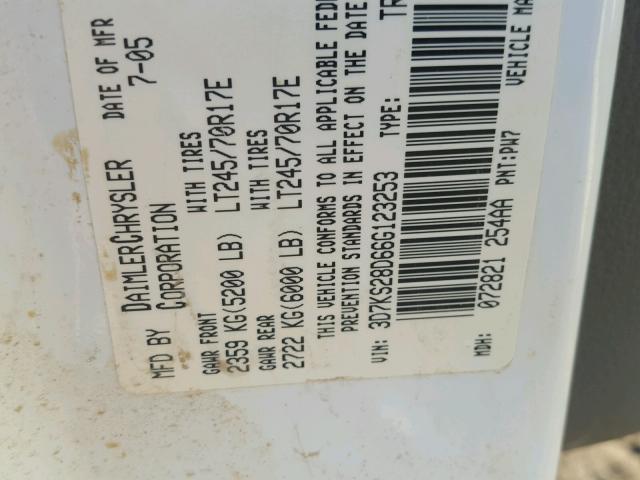 MFD BY DAIMLERCHRYSLER DATE OF MFR
CORPORATION 7-05
GAWR FRONT WITH TIRES
2359 KG(5200 LB) LT245/70R17E
GAWR REAR WITH TIRES
2722 KG(6000 LB) LT245/70R17E
THIS VEHICLE CONFORMS TO ALL APPLICABLE FEDE
PREVENTION STANDARDS IN EFFECT ON THE DATE
VIN: 3D7KS28D66G123253 TYPE: TR
MDH: 072821 254AA PNT:PW7
VEHICLE MA